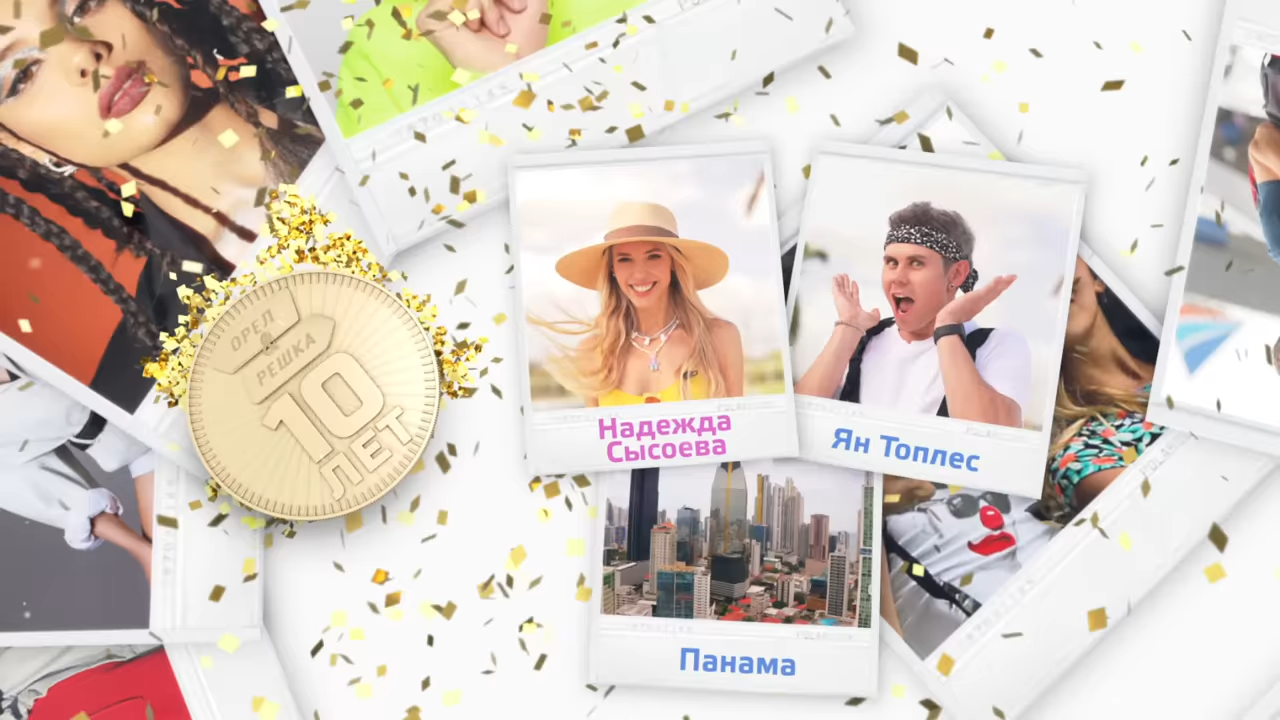 ОРЕЛ
&
РЕШКА
10
ЛЕТ
Надежда
Сысоева
Ян Топлес
Панама